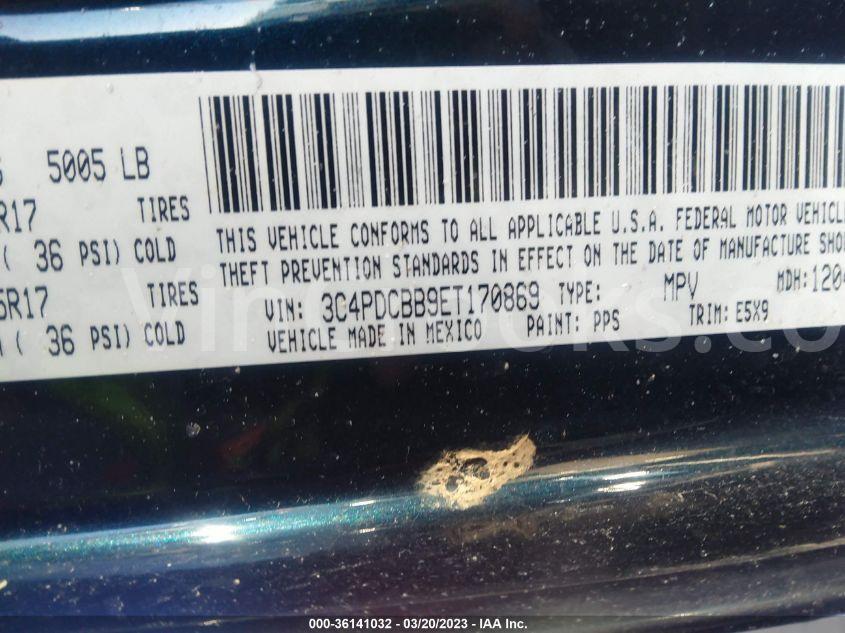 5005 LB
R17 TIRES
( 36 PSI) COLD
R17 TIRES
( 36 PSI) COLD
THIS VEHICLE CONFORMS TO ALL APPLICABLE U.S.A. FEDERAL MOTOR VEHICLE
THEFT PREVENTION STANDARDS IN EFFECT ON THE DATE OF MANUFACTURE SHO
VIN: 3C4PDCBB9ET170869 TYPE: MPV MDH:1204
VEHICLE MADE IN MEXICO PAINT: PPS TRIM: E5X9
000-36141032 — 03/20/2023 — IAA Inc.